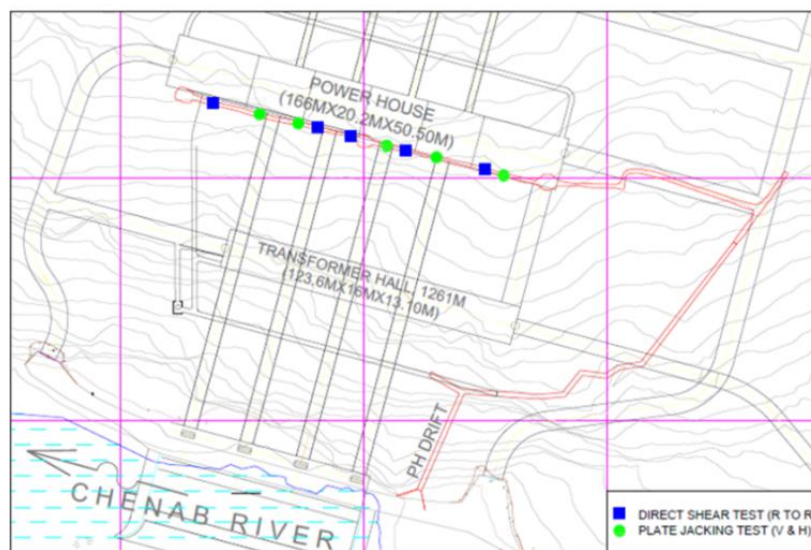 POWER HOUSE
(166MX20.2MX50.50M)
TRANSFORMER HALL, 1261M
(123.6MX16MX13.10M)
PH DRIFT
CHENAB RIVER
DIRECT SHEAR TEST (R TO R
PLATE JACKING TEST (V & H)